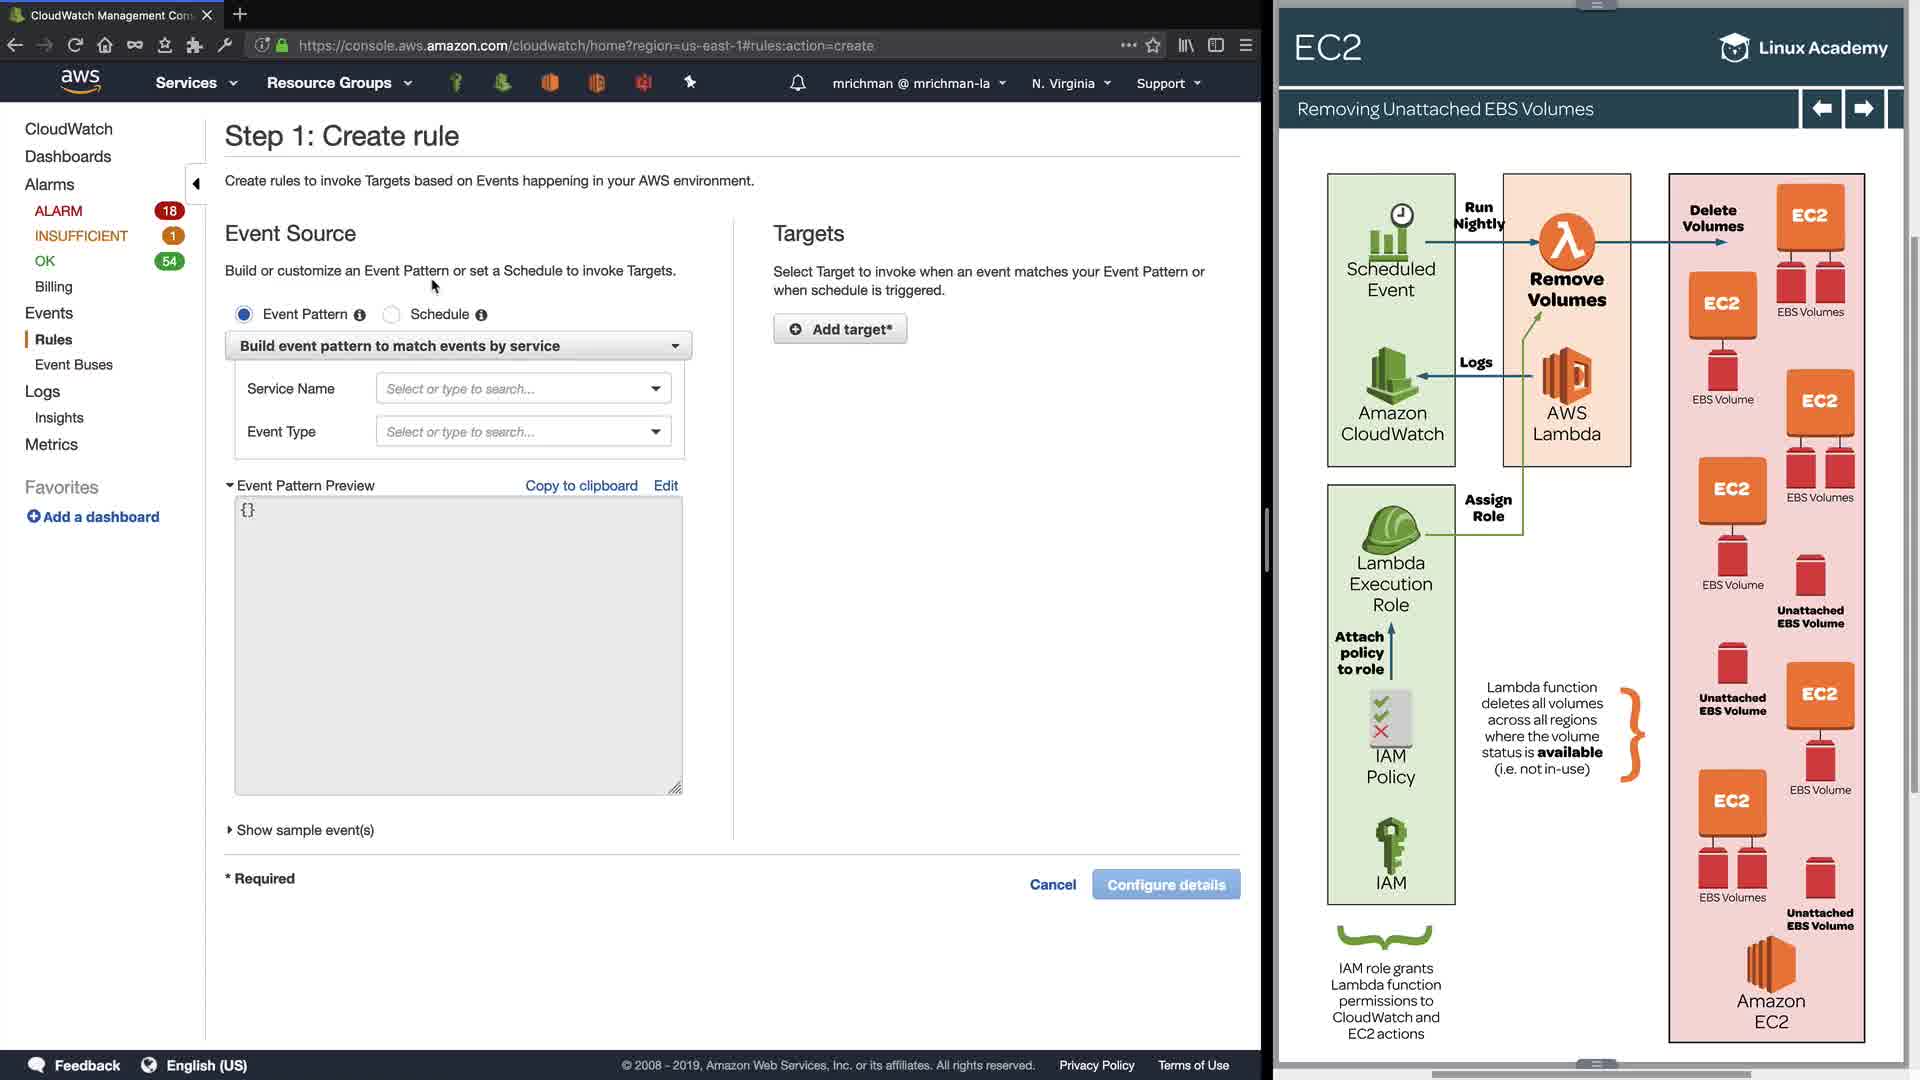 CloudWatch Management Con
https://console.aws.amazon.com/cloudwatch/home?region=us-east-1#rules:action=create
aws
Services
Resource Groups
mrichman @ mrichman-la
N. Virginia
Support
CloudWatch
Dashboards
Alarms
ALARM 18
INSUFFICIENT 1
OK 54
Billing
Events
Rules
Event Buses
Logs
Insights
Metrics
Favorites
Add a dashboard
Step 1: Create rule
Create rules to invoke Targets based on Events happening in your AWS environment.
Event Source
Build or customize an Event Pattern or set a Schedule to invoke Targets.
Event Pattern Schedule
Build event pattern to match events by service
Service Name Select or type to search...
Event Type Select or type to search...
Event Pattern Preview Copy to clipboard Edit
{}
Show sample event(s)
* Required
Targets
Select Target to invoke when an event matches your Event Pattern or
when schedule is triggered.
Add target*
Cancel Configure details
Feedback English (US)
© 2008 - 2019, Amazon Web Services, Inc. or its affiliates. All rights reserved. Privacy Policy Terms of Use
EC2
Linux Academy
Removing Unattached EBS Volumes
Scheduled
Event
Run
Nightly
Remove
Volumes
Delete
Volumes
Amazon
CloudWatch
Logs
AWS
Lambda
Lambda
Execution
Role
Assign
Role
Attach
policy
to role
IAM
Policy
IAM
IAM role grants
Lambda function
permissions to
CloudWatch and
EC2 actions
Lambda function
deletes all volumes
across all regions
where the volume
status is available
(i.e. not in-use)
EC2
EBS Volumes
EC2
EBS Volume
EC2
EBS Volumes
EC2
EBS Volume
Unattached
EBS Volume
Unattached
EBS Volume
EC2
EBS Volume
EC2
EBS Volumes
Unattached
EBS Volume
Amazon
EC2